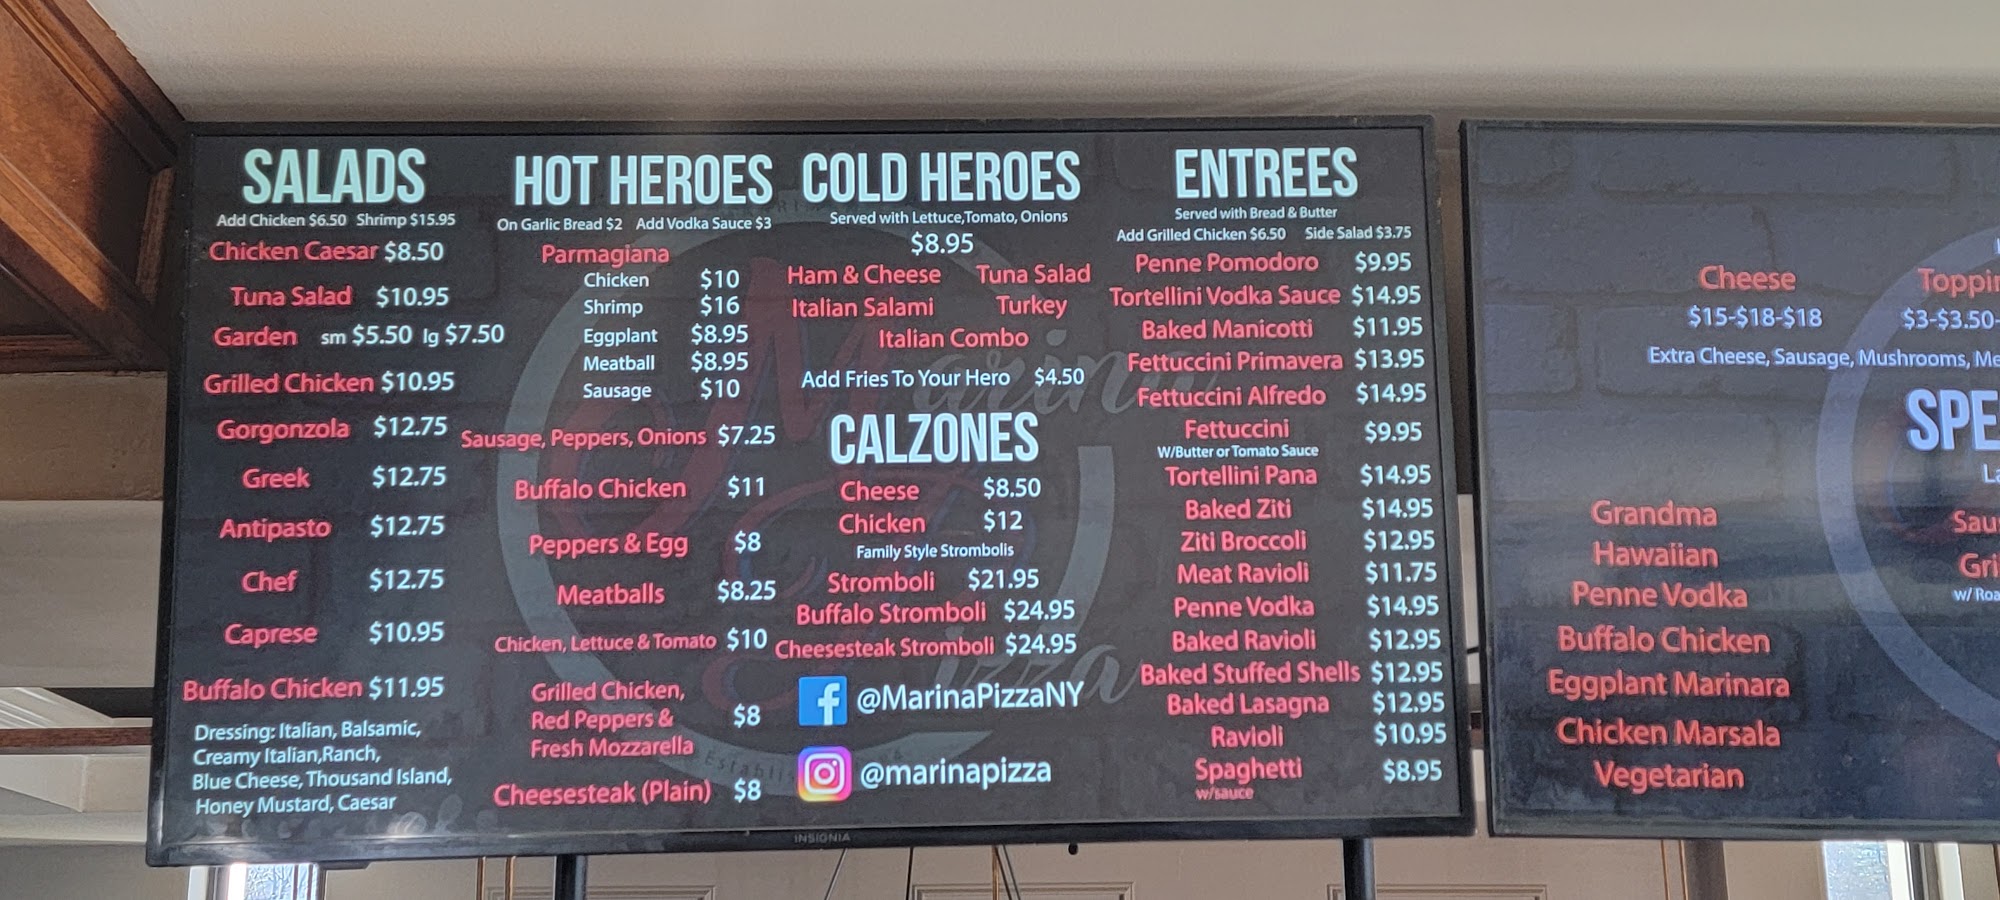 SALADS
Add Chicken $6.50 Shrimp $15.95
Chicken Caesar $8.50
Tuna Salad $10.95
Garden sm $5.50 lg $7.50
Grilled Chicken $10.95
Gorgonzola $12.75
Greek $12.75
Antipasto $12.75
Chef $12.75
Caprese $10.95
Buffalo Chicken $11.95
Dressing: Italian, Balsamic,
Creamy Italian,Ranch,
Blue Cheese, Thousand Island,
Honey Mustard, Caesar
HOT HEROES
On Garlic Bread $2 Add Vodka Sauce $3
Parmagiana
Chicken $10
Shrimp $16
Eggplant $8.95
Meatball $8.95
Sausage $10
Sausage, Peppers, Onions $7.25
Buffalo Chicken $11
Peppers & Egg $8
Meatballs $8.25
Chicken, Lettuce & Tomato $10
Grilled Chicken,
Red Peppers & $8
Fresh Mozzarella
Cheesesteak (Plain) $8
COLD HEROES
Served with Lettuce,Tomato, Onions
$8.95
Ham & Cheese Tuna Salad
Italian Salami Turkey
Italian Combo
Add Fries To Your Hero $4.50
CALZONES
Cheese $8.50
Chicken $12
Family Style Strombolis
Stromboli $21.95
Buffalo Stromboli $24.95
Cheesesteak Stromboli $24.95
@MarinaPizzaNY
@marinapizza
ENTREES
Served with Bread & Butter
Add Grilled Chicken $6.50 Side Salad $3.75
Penne Pomodoro $9.95
Tortellini Vodka Sauce $14.95
Baked Manicotti $11.95
Fettuccini Primavera $13.95
Fettuccini Alfredo $14.95
Fettuccini $9.95
W/Butter or Tomato Sauce
Tortellini Pana $14.95
Baked Ziti $14.95
Ziti Broccoli $12.95
Meat Ravioli $11.75
Penne Vodka $14.95
Baked Ravioli $12.95
Baked Stuffed Shells $12.95
Baked Lasagna $12.95
Ravioli $10.95
Spaghetti $8.95
w/sauce
INSIGNIA
Cheese
$15-$18-$18
$3-$3.50-
Extra Cheese, Sausage, Mushrooms,
Grandma
Hawaiian
Penne Vodka
Buffalo Chicken
Eggplant Marinara
Chicken Marsala
Vegetarian